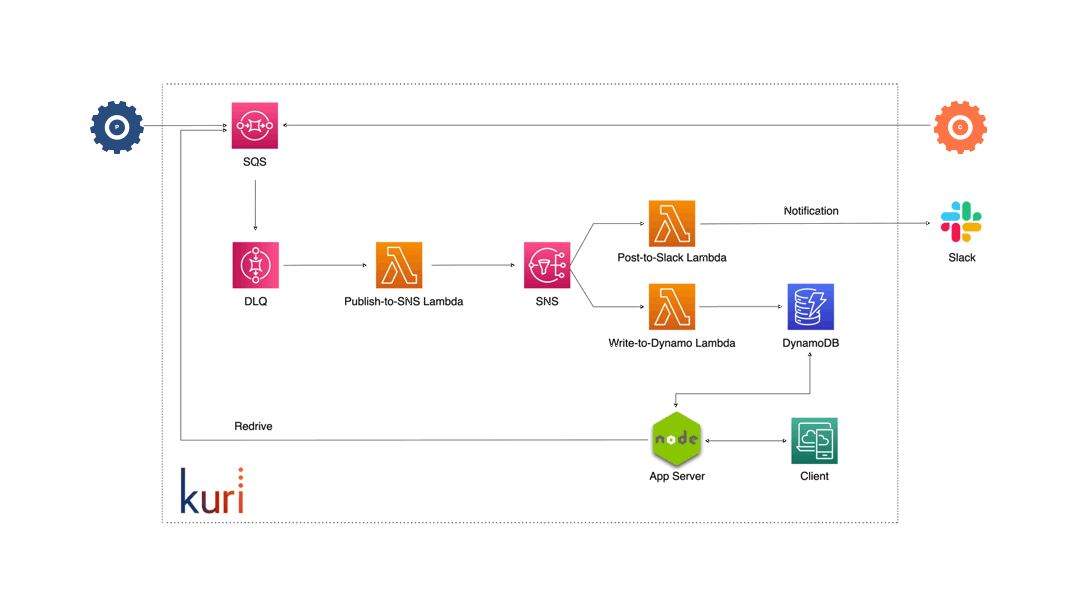 P
C
SQS
Notification
Post-to-Slack Lambda
Slack
DLQ
Publish-to-SNS Lambda
SNS
Write-to-Dynamo Lambda
DynamoDB
Redrive
node
App Server
Client
kuri